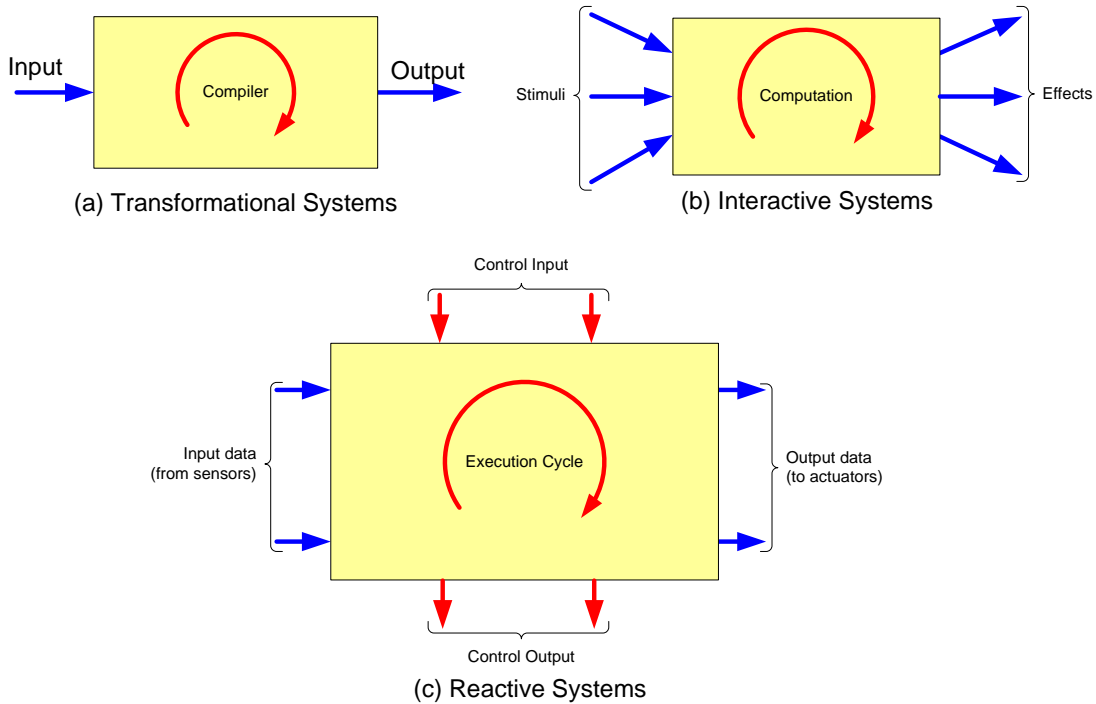 Input
Compiler
Output
(a) Transformational Systems
Stimuli
Computation
Effects
(b) Interactive Systems
Control Input
Input data
(from sensors)
Execution Cycle
Output data
(to actuators)
Control Output
(c) Reactive Systems